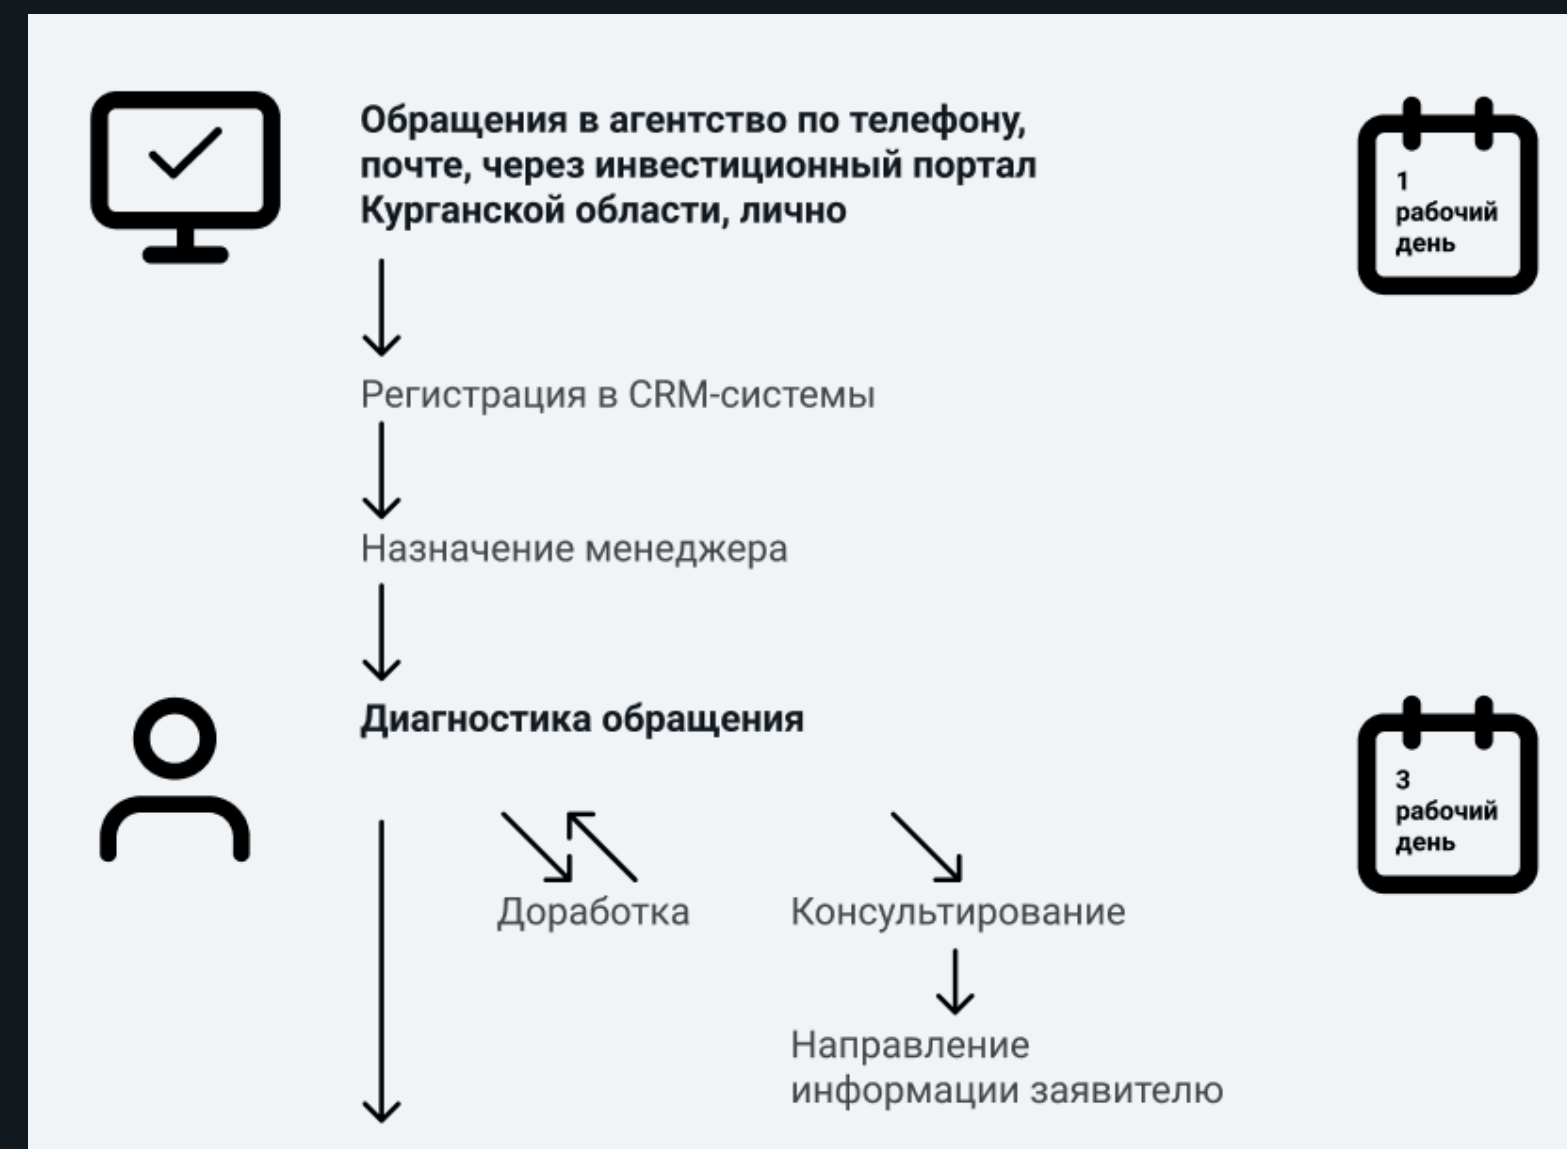 Обращения в агентство по телефону,
почте, через инвестиционный портал
Курганской области, лично
1
рабочий
день
Регистрация в CRM-системы
Назначение менеджера
Диагностика обращения
3
рабочий
день
Доработка
Консультирование
Направление
информации заявителю